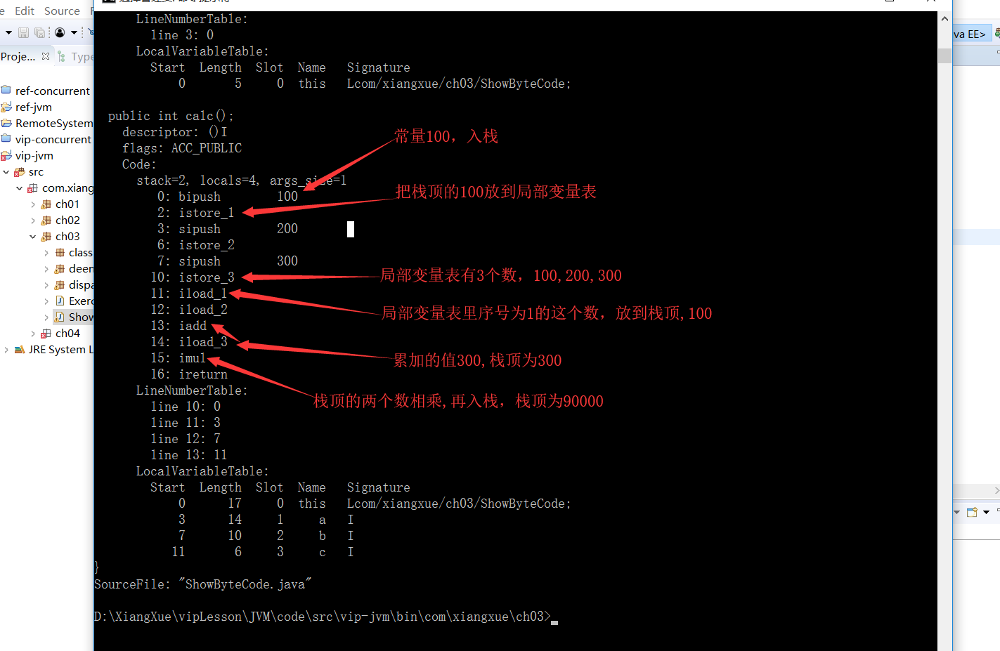 Edit Source
LineNumberTable:
line 3: 0
LocalVariableTable:
Start Length Slot Name Signature
0 5 0 this Lcom/xiangxue/ch03/ShowByteCode;
public int calc();
descriptor: ()I
flags: ACC_PUBLIC
Code:
stack=2, locals=4, args_size=1
0: bipush 100
2: istore_1
3: sipush 200
6: istore_2
7: sipush 300
10: istore_3
11: iload_1
12: iload_2
13: iadd
14: iload_3
15: imul
16: ireturn
LineNumberTable:
line 10: 0
line 11: 3
line 12: 7
line 13: 11
LocalVariableTable:
Start Length Slot Name Signature
0 17 0 this Lcom/xiangxue/ch03/ShowByteCode;
3 14 1 a I
7 10 2 b I
11 6 3 c I
}
SourceFile: "ShowByteCode.java"
D:\XiangXue\vipLesson\JVM\code\src\vip-jvm\bin\com\xiangxue\ch03>
常量100，入栈
把栈顶的100放到局部变量表
局部变量表有3个数，100,200,300
局部变量表里序号为1的这个数，放到栈顶,100
累加的值300,栈顶为300
栈顶的两个数相乘,再入栈，栈顶为90000
Proje... Type
ref-concurrent
ref-jvm
RemoteSystem
vip-concurrent
vip-jvm
src
com.xiang
ch01
ch02
ch03
class
deen
dispa
Exerc
Show
ch04
JRE System L
va EE>